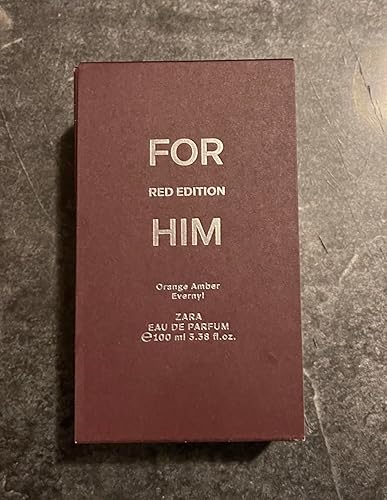 FOR
RED EDITION
HIM
Orange Amber
Evernyl
ZARA
EAU DE PARFUM
℮100 ml 3.38 fl.oz.